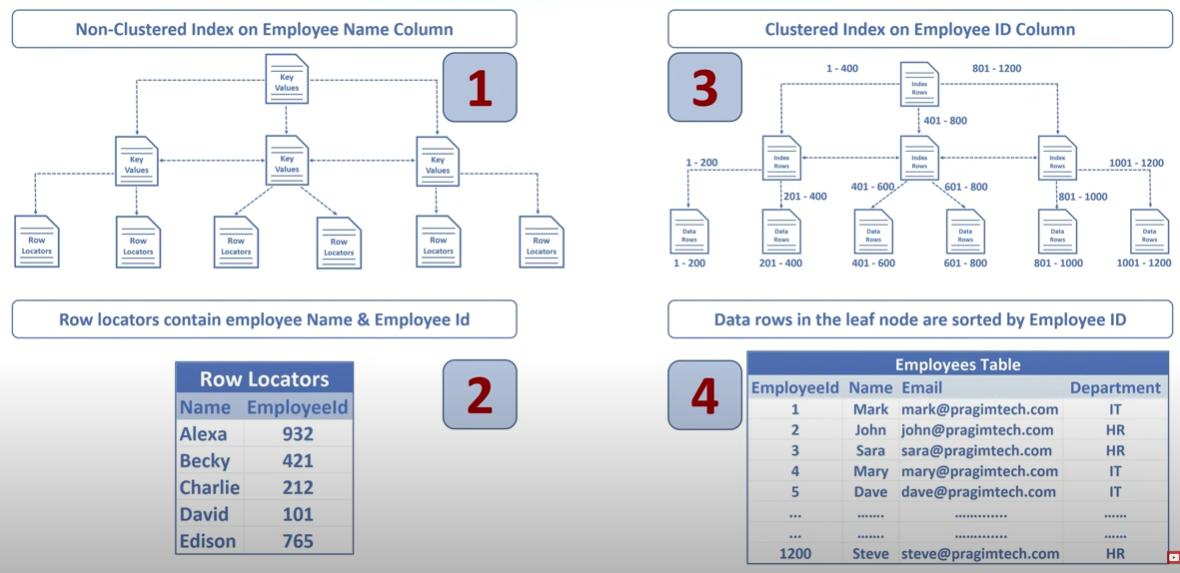 Non-Clustered Index on Employee Name Column
1
Key
Values
Key
Values
Key
Values
Key
Values
Row
Locators
Row
Locators
Row
Locators
Row
Locators
Row
Locators
Row
Locators
Row locators contain employee Name & Employee Id
2
Row Locators
Name EmployeeId
Alexa 932
Becky 421
Charlie 212
David 101
Edison 765
Clustered Index on Employee ID Column
3
1 - 400
801 - 1200
Index
Rows
401 - 800
Index
Rows
Index
Rows
Index
Rows
1 - 200
201 - 400
401 - 600
601 - 800
801 - 1000
1001 - 1200
Data
Rows
Data
Rows
Data
Rows
Data
Rows
Data
Rows
Data
Rows
1 - 200
201 - 400
401 - 600
601 - 800
801 - 1000
1001 - 1200
Data rows in the leaf node are sorted by Employee ID
4
Employees Table
EmployeeId Name Email Department
1 Mark mark@pragimtech.com IT
2 John john@pragimtech.com HR
3 Sara sara@pragimtech.com HR
4 Mary mary@pragimtech.com IT
5 Dave dave@pragimtech.com IT
... ....... ............. ......
... ....... ............. ......
1200 Steve steve@pragimtech.com HR